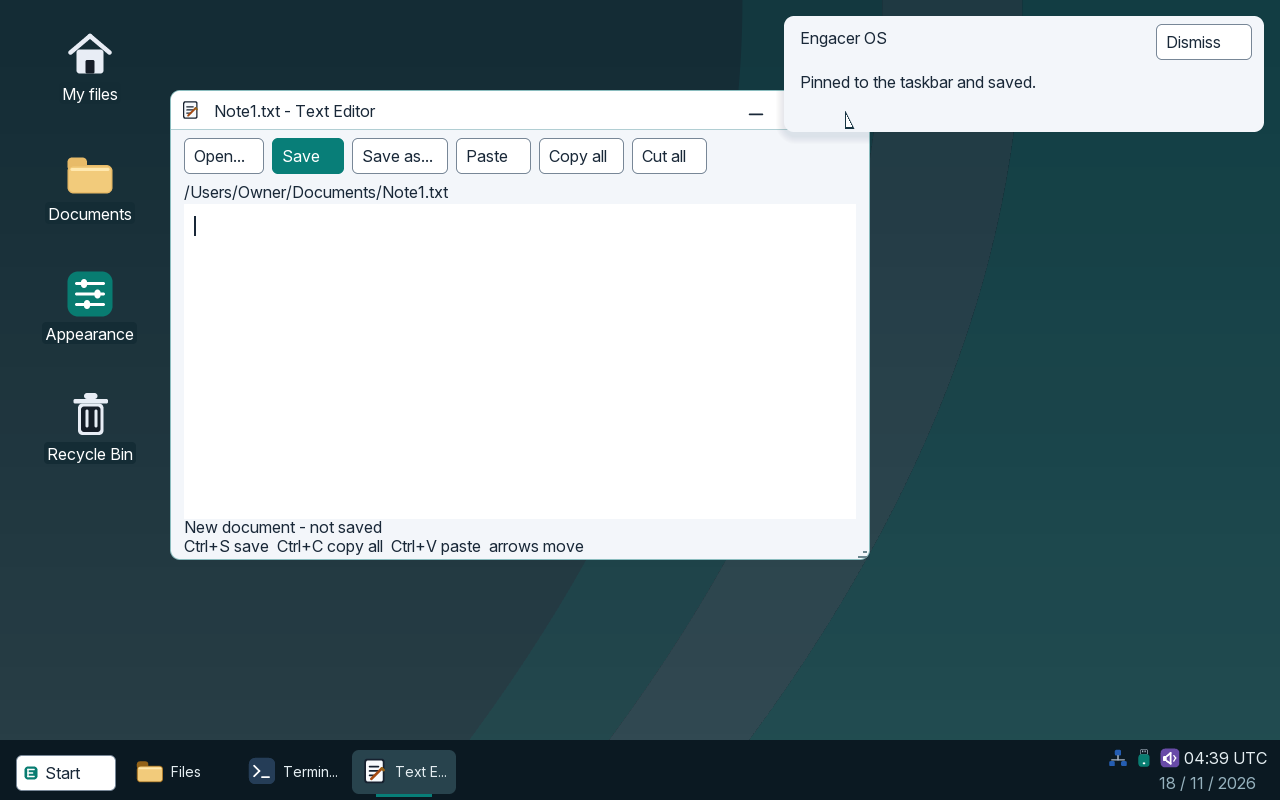 My files
Documents
Appearance
Recycle Bin
Note1.txt - Text Editor
Open...
Save
Save as...
Paste
Copy all
Cut all
/Users/Owner/Documents/Note1.txt
New document - not saved
Ctrl+S save  Ctrl+C copy all  Ctrl+V paste  arrows move
Engacer OS
Dismiss
Pinned to the taskbar and saved.
Start
Files
Termin...
Text E...
04:39 UTC
18 / 11 / 2026